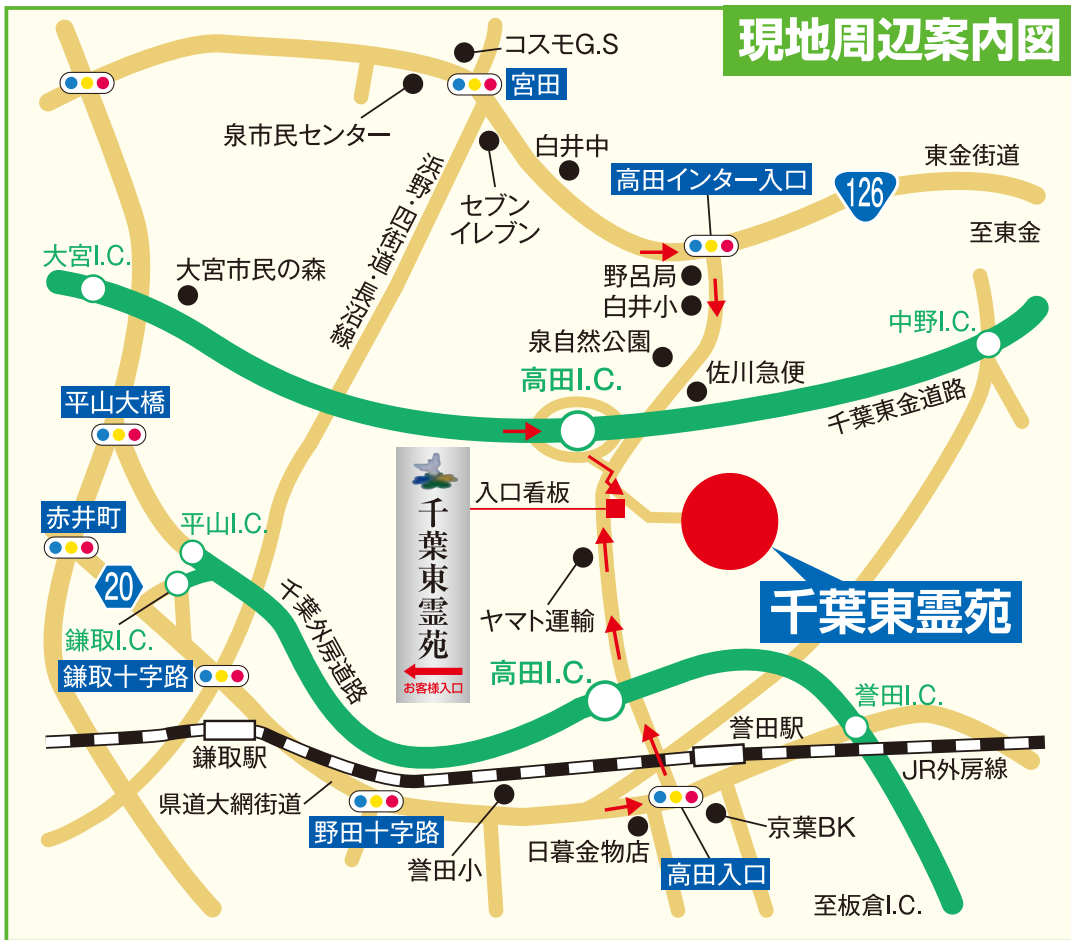 現地周辺案内図
コスモG.S
宮田
泉市民センター
白井中
東金街道
高田インター入口
126
セブン
イレブン
至東金
浜野・四街道・長沼線
大宮I.C.
大宮市民の森
野呂局
白井小
中野I.C.
泉自然公園
佐川急便
高田I.C.
千葉東金道路
平山大橋
入口看板
千葉東霊苑
お客様入口
赤井町
平山I.C.
20
鎌取I.C.
千葉外房道路
ヤマト運輸
千葉東霊苑
鎌取十字路
高田I.C.
誉田I.C.
鎌取駅
誉田駅
JR外房線
県道大網街道
野田十字路
誉田小
日暮金物店
京葉BK
高田入口
至板倉I.C.